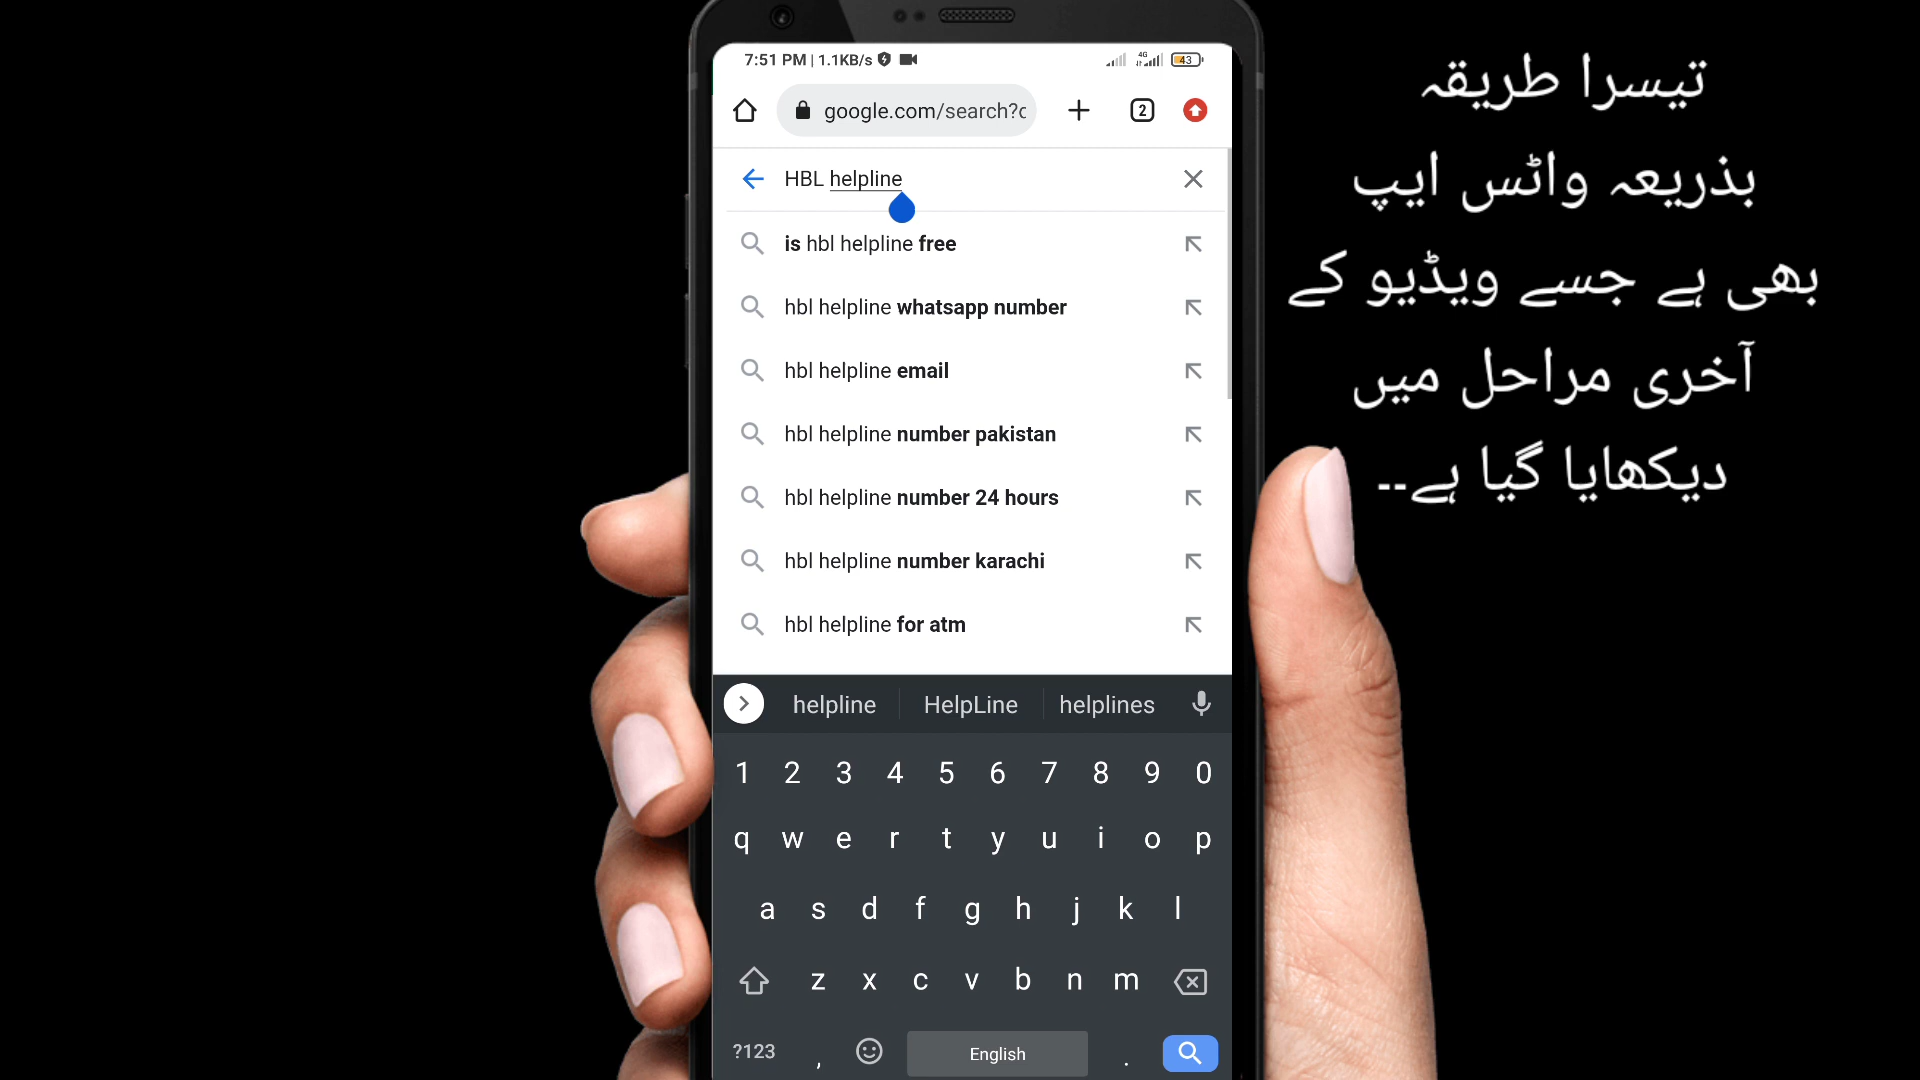 7:51 PM | 1.1KB/s
4G
43
google.com/search?c
2
HBL helpline
is hbl helpline free
hbl helpline whatsapp number
hbl helpline email
hbl helpline number pakistan
hbl helpline number 24 hours
hbl helpline number karachi
hbl helpline for atm
helpline HelpLine helplines
1 2 3 4 5 6 7 8 9 0
q w e r t y u i o p
a s d f g h j k l
z x c v b n m
?123 , English .
تیسرا طریقہ
بذریعہ واٹس ایپ
بھی ہے جسے ویڈیو کے
آخری مراحل میں
دیکھایا گیا ہے۔۔